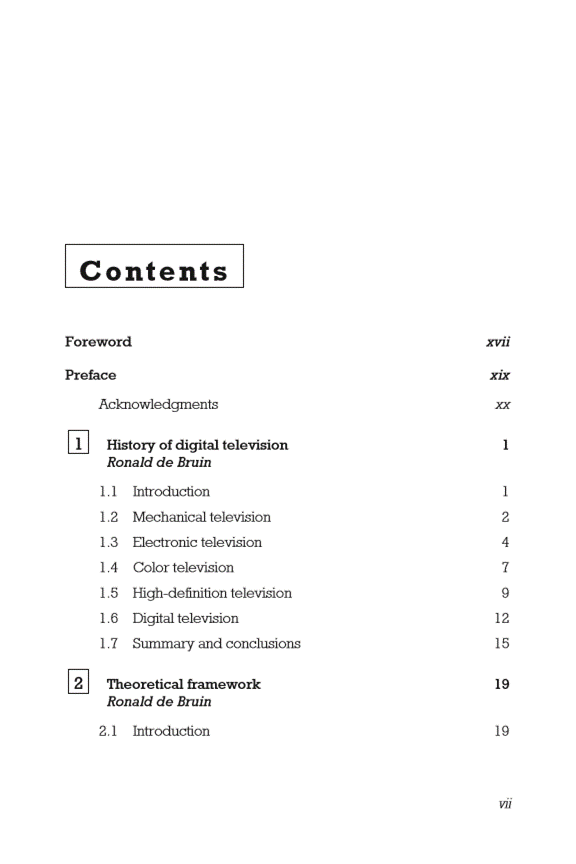 Contents
Foreword xvii
Preface xix
Acknowledgments xx
1 History of digital television 1
Ronald de Bruin
1.1 Introduction 1
1.2 Mechanical television 2
1.3 Electronic television 4
1.4 Color television 7
1.5 High-definition television 9
1.6 Digital television 12
1.7 Summary and conclusions 15
2 Theoretical framework 19
Ronald de Bruin
2.1 Introduction 19
vii